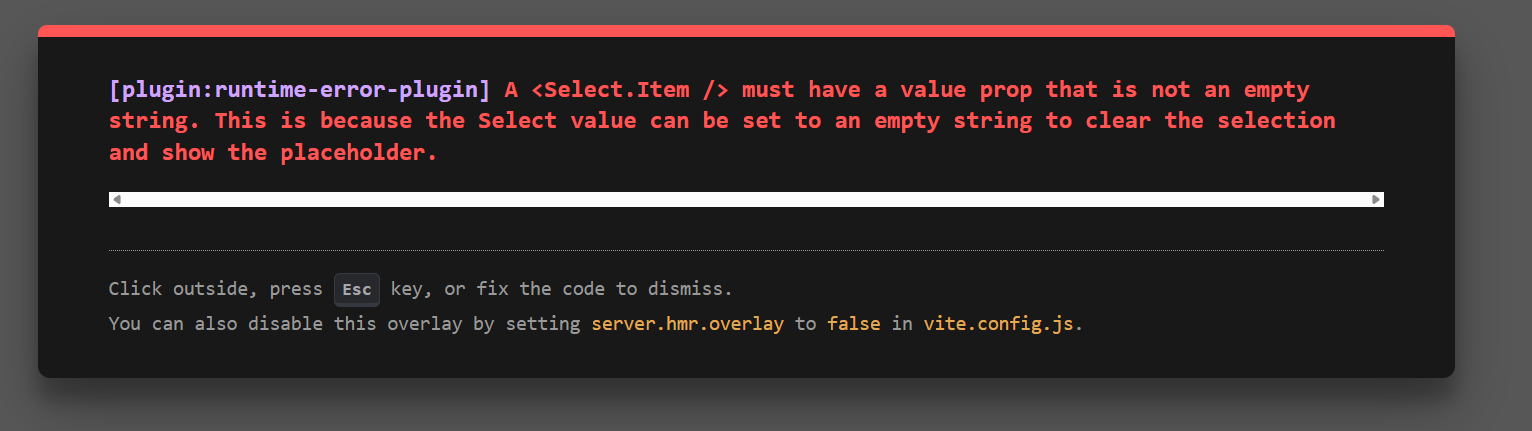 [plugin:runtime-error-plugin] A <Select.Item /> must have a value prop that is not an empty
string. This is because the Select value can be set to an empty string to clear the selection
and show the placeholder.
Click outside, press Esc key, or fix the code to dismiss.
You can also disable this overlay by setting server.hmr.overlay to false in vite.config.js.